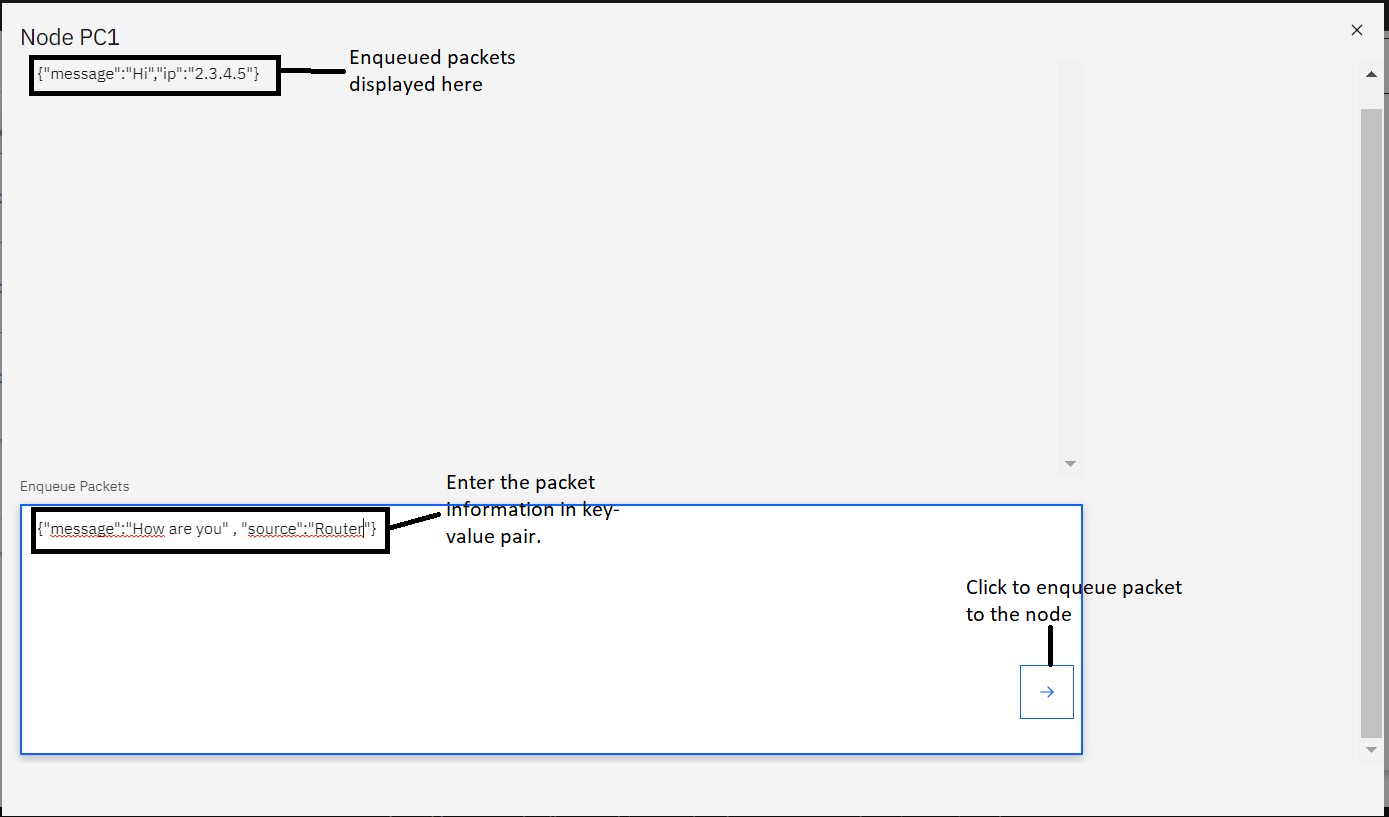 Node PC1
{"message":"Hi","ip":"2.3.4.5"}
Enqueued packets
displayed here
Enqueue Packets
{"message":"How are you" , "source":"Router"}
Enter the packet
information in key-
value pair.
Click to enqueue packet
to the node